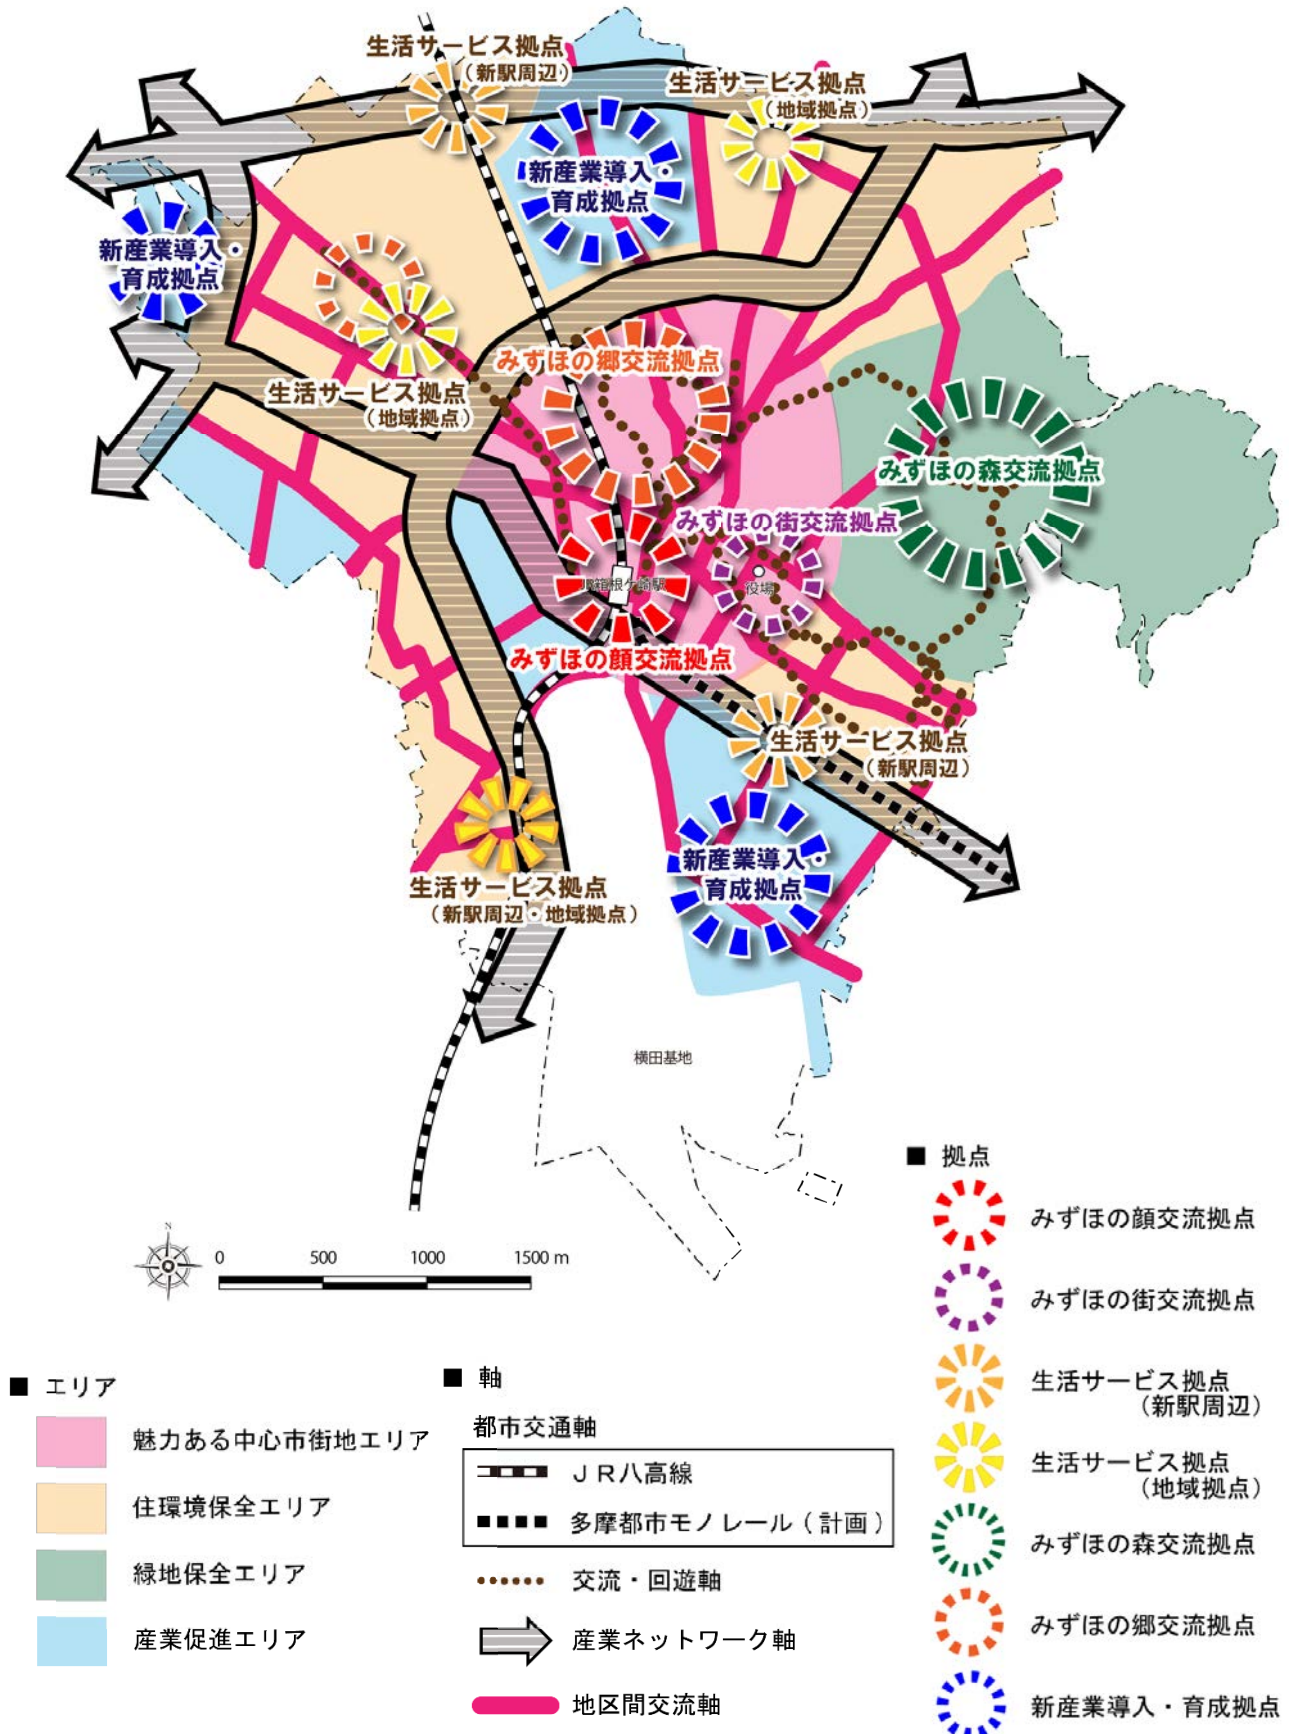 生活サービス拠点
（新駅周辺）
生活サービス拠点
（地域拠点）
新産業導入・
育成拠点
新産業導入・
育成拠点
みずほの郷交流拠点
生活サービス拠点
（地域拠点）
みずほの森交流拠点
みずほの街交流拠点
JR箱根ケ崎駅
役場
みずほの顔交流拠点
生活サービス拠点
（新駅周辺）
新産業導入・
育成拠点
生活サービス拠点
（新駅周辺・地域拠点）
横田基地
N
0 500 1000 1500 m
■ 拠点
みずほの顔交流拠点
みずほの街交流拠点
生活サービス拠点
（新駅周辺）
生活サービス拠点
（地域拠点）
みずほの森交流拠点
みずほの郷交流拠点
新産業導入・育成拠点
■ エリア
魅力ある中心市街地エリア
住環境保全エリア
緑地保全エリア
産業促進エリア
■ 軸
都市交通軸
ＪＲ八高線
多摩都市モノレール（計画）
交流・回遊軸
産業ネットワーク軸
地区間交流軸